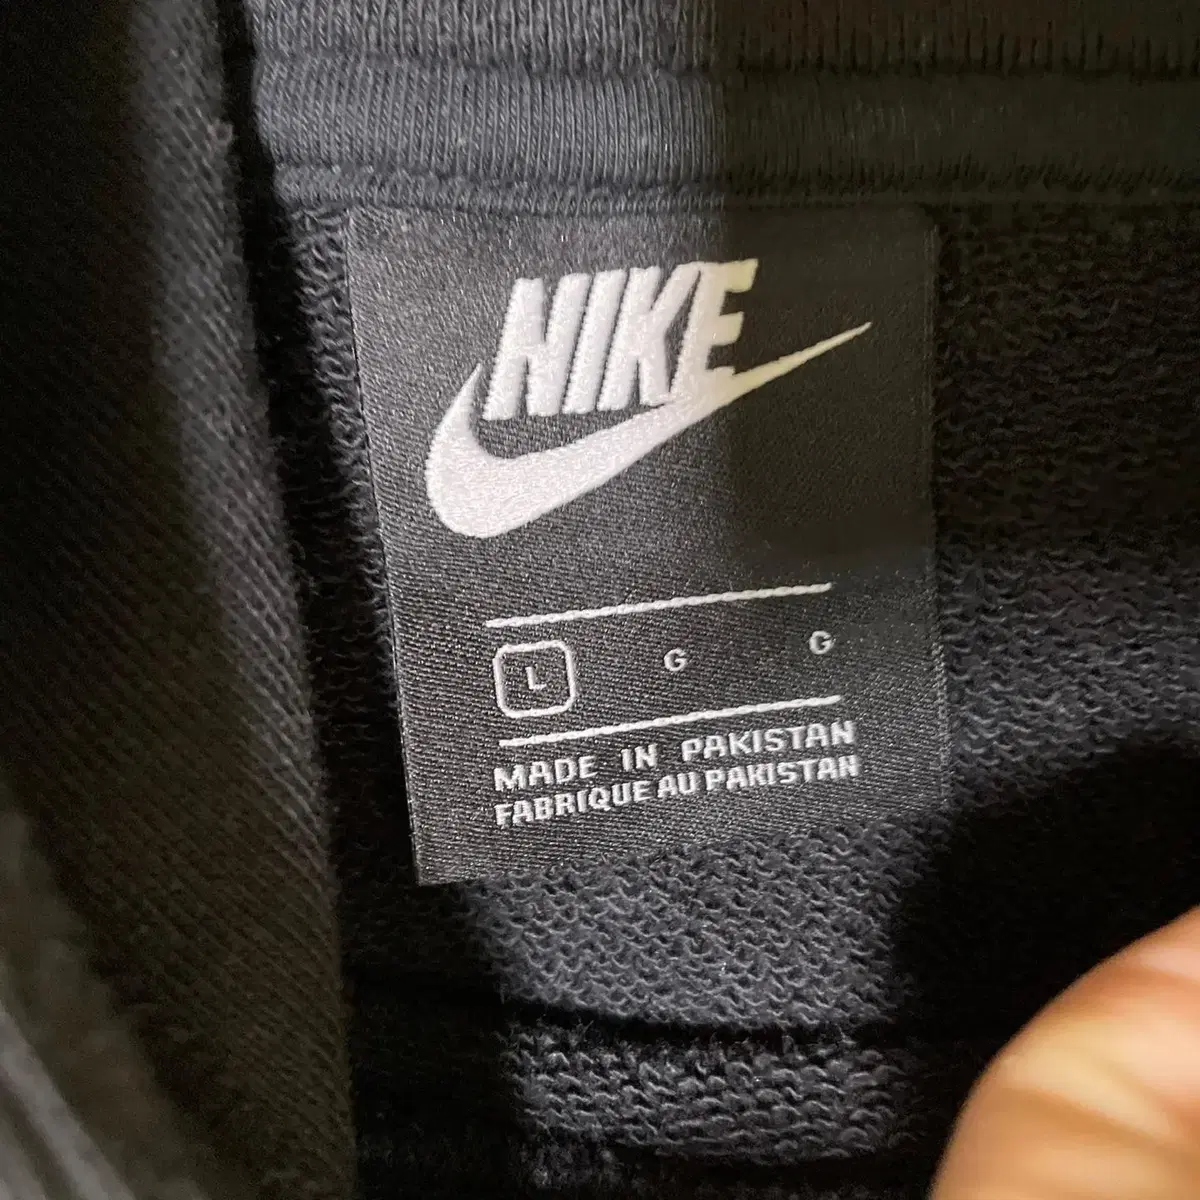 NIKE
L G G
MADE IN PAKISTAN
FABRIQUE AU PAKISTAN